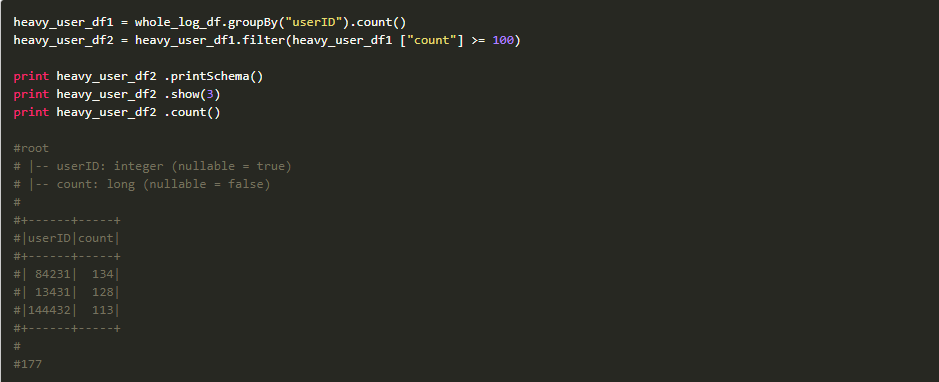 heavy_user_df1 = whole_log_df.groupBy("userID").count()
heavy_user_df2 = heavy_user_df1.filter(heavy_user_df1 ["count"] >= 100)
print heavy_user_df2 .printSchema()
print heavy_user_df2 .show(3)
print heavy_user_df2 .count()
#root
# |-- userID: integer (nullable = true)
# |-- count: long (nullable = false)
#
#+------+-----+
#|userID|count|
#+------+-----+
#| 84231|  134|
#| 13431|  128|
#|144432|  113|
#+------+-----+
#
#177